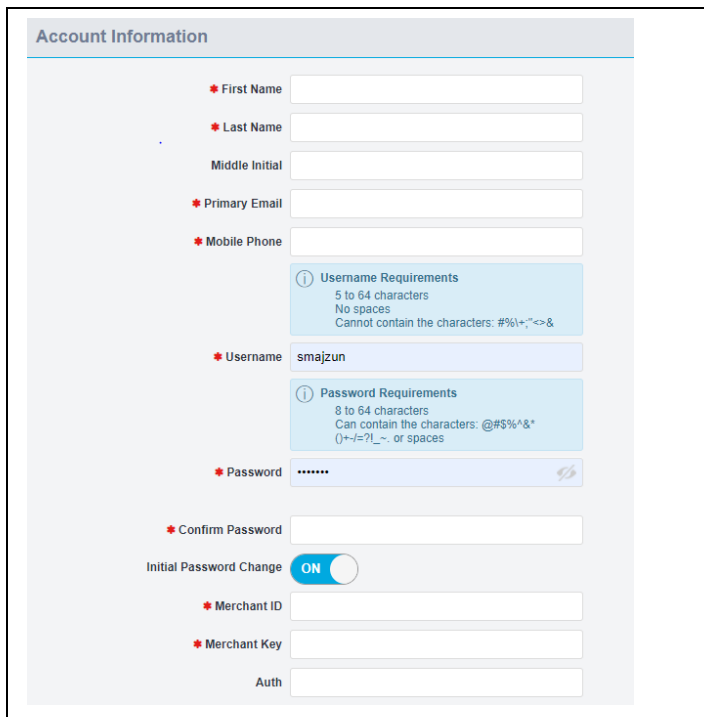 Account Information
✱ First Name
✱ Last Name
Middle Initial
✱ Primary Email
✱ Mobile Phone
Username Requirements
5 to 64 characters
No spaces
Cannot contain the characters: #%\+;"<>&
✱ Username smajzun
Password Requirements
8 to 64 characters
Can contain the characters: @#$%^&*
()+-/=?!_~. or spaces
✱ Password •••••••
✱ Confirm Password
Initial Password Change ON
✱ Merchant ID
✱ Merchant Key
Auth